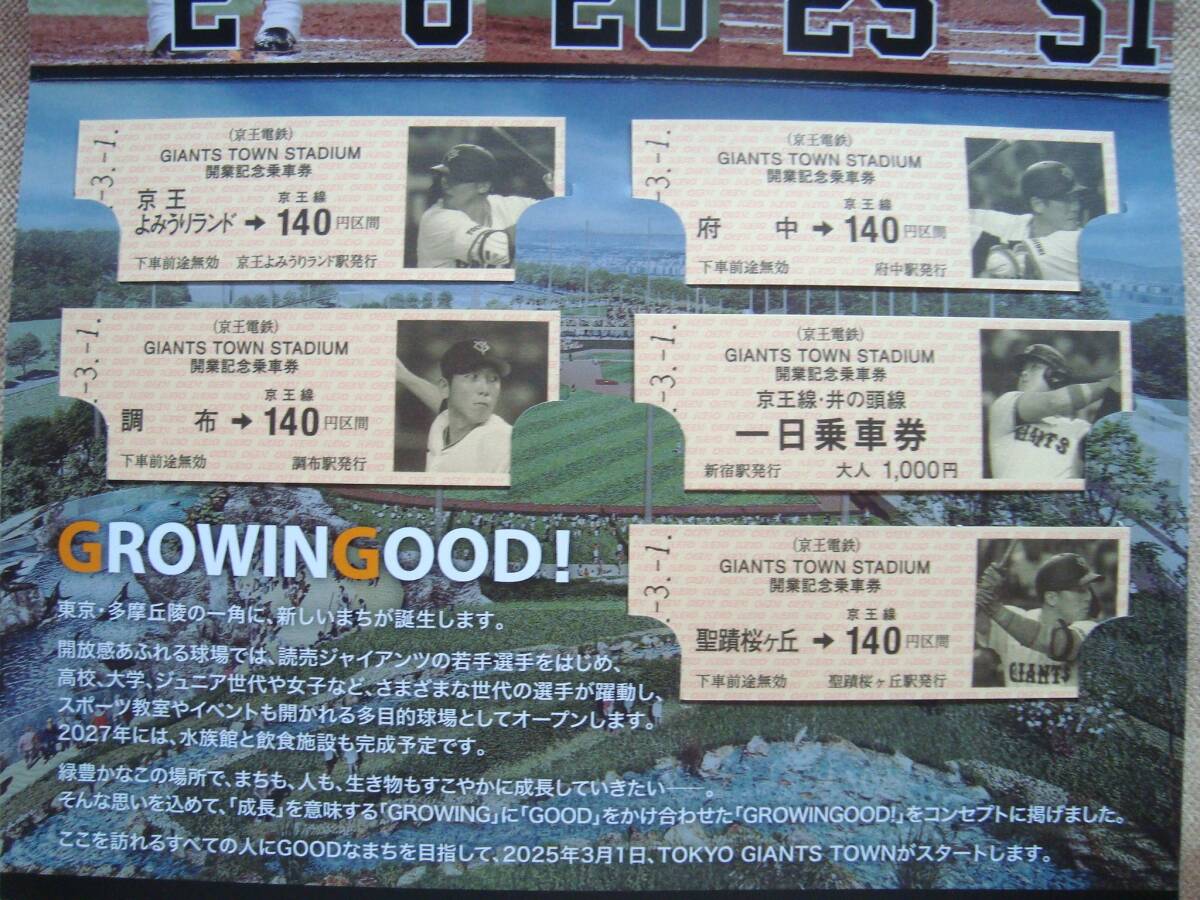 2 6 20 25 51
-3.-1.
(京王電鉄)
GIANTS TOWN STADIUM
開業記念乗車券
京王
よみうりランド
➔
京王線
140円区間
下車前途無効 京王よみうりランド駅発行
-3.-1.
(京王電鉄)
GIANTS TOWN STADIUM
開業記念乗車券
京王線
府中 ➔ 140円区間
下車前途無効 府中駅発行
-3.-1.
(京王電鉄)
GIANTS TOWN STADIUM
開業記念乗車券
京王線
調布 ➔ 140円区間
下車前途無効 調布駅発行
-3.-1.
(京王電鉄)
GIANTS TOWN STADIUM
開業記念乗車券
京王線・井の頭線
一日乗車券
新宿駅発行 大人 1,000円
GIANTS
-3.-1.
(京王電鉄)
GIANTS TOWN STADIUM
開業記念乗車券
京王線
聖蹟桜ヶ丘 ➔ 140円区間
下車前途無効 聖蹟桜ヶ丘駅発行
GIANTS
GROWINGOOD!
東京・多摩丘陵の一角に、新しいまちが誕生します。
開放感あふれる球場では、読売ジャイアンツの若手選手をはじめ、
高校、大学、ジュニア世代や女子など、さまざまな世代の選手が躍動し、
スポーツ教室やイベントも開かれる多目的球場としてオープンします。
2027年には、水族館と飲食施設も完成予定です。
緑豊かなこの場所で、まちも、人も、生き物もすこやかに成長していきたい――。
そんな思いを込めて、「成長」を意味する「GROWING」に「GOOD」をかけ合わせた「GROWINGOOD!」をコンセプトに掲げました。
ここを訪れるすべての人にGOODなまちを目指して、2025年3月1日、TOKYO GIANTS TOWNがスタートします。